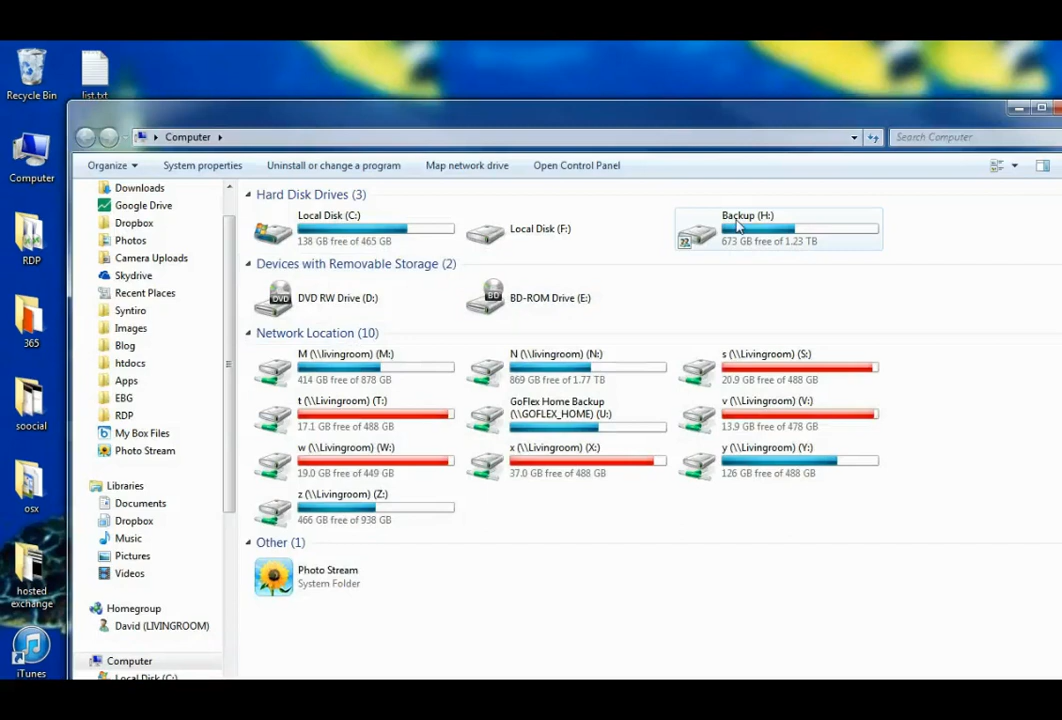 Recycle Bin
list.txt
Computer
RDP
365
soocial
osx
hosted
exchange
iTunes
Computer
Search Computer
Organize
System properties
Uninstall or change a program
Map network drive
Open Control Panel
Downloads
Google Drive
Dropbox
Photos
Camera Uploads
Skydrive
Recent Places
Syntiro
Images
Blog
htdocs
Apps
EBG
RDP
My Box Files
Photo Stream
Libraries
Documents
Dropbox
Music
Pictures
Videos
Homegroup
David (LIVINGROOM)
Computer
Local Disk (C:)
Hard Disk Drives (3)
Local Disk (C:)
138 GB free of 465 GB
Local Disk (F:)
Backup (H:)
673 GB free of 1.23 TB
Devices with Removable Storage (2)
DVD RW Drive (D:)
BD-ROM Drive (E:)
Network Location (10)
M (\\livingroom) (M:)
414 GB free of 878 GB
N (\\livingroom) (N:)
869 GB free of 1.77 TB
s (\\Livingroom) (S:)
20.9 GB free of 488 GB
t (\\Livingroom) (T:)
17.1 GB free of 488 GB
GoFlex Home Backup
(\\GOFLEX_HOME) (U:)
v (\\Livingroom) (V:)
13.9 GB free of 478 GB
w (\\Livingroom) (W:)
19.0 GB free of 449 GB
x (\\Livingroom) (X:)
37.0 GB free of 488 GB
y (\\Livingroom) (Y:)
126 GB free of 488 GB
z (\\Livingroom) (Z:)
466 GB free of 938 GB
Other (1)
Photo Stream
System Folder